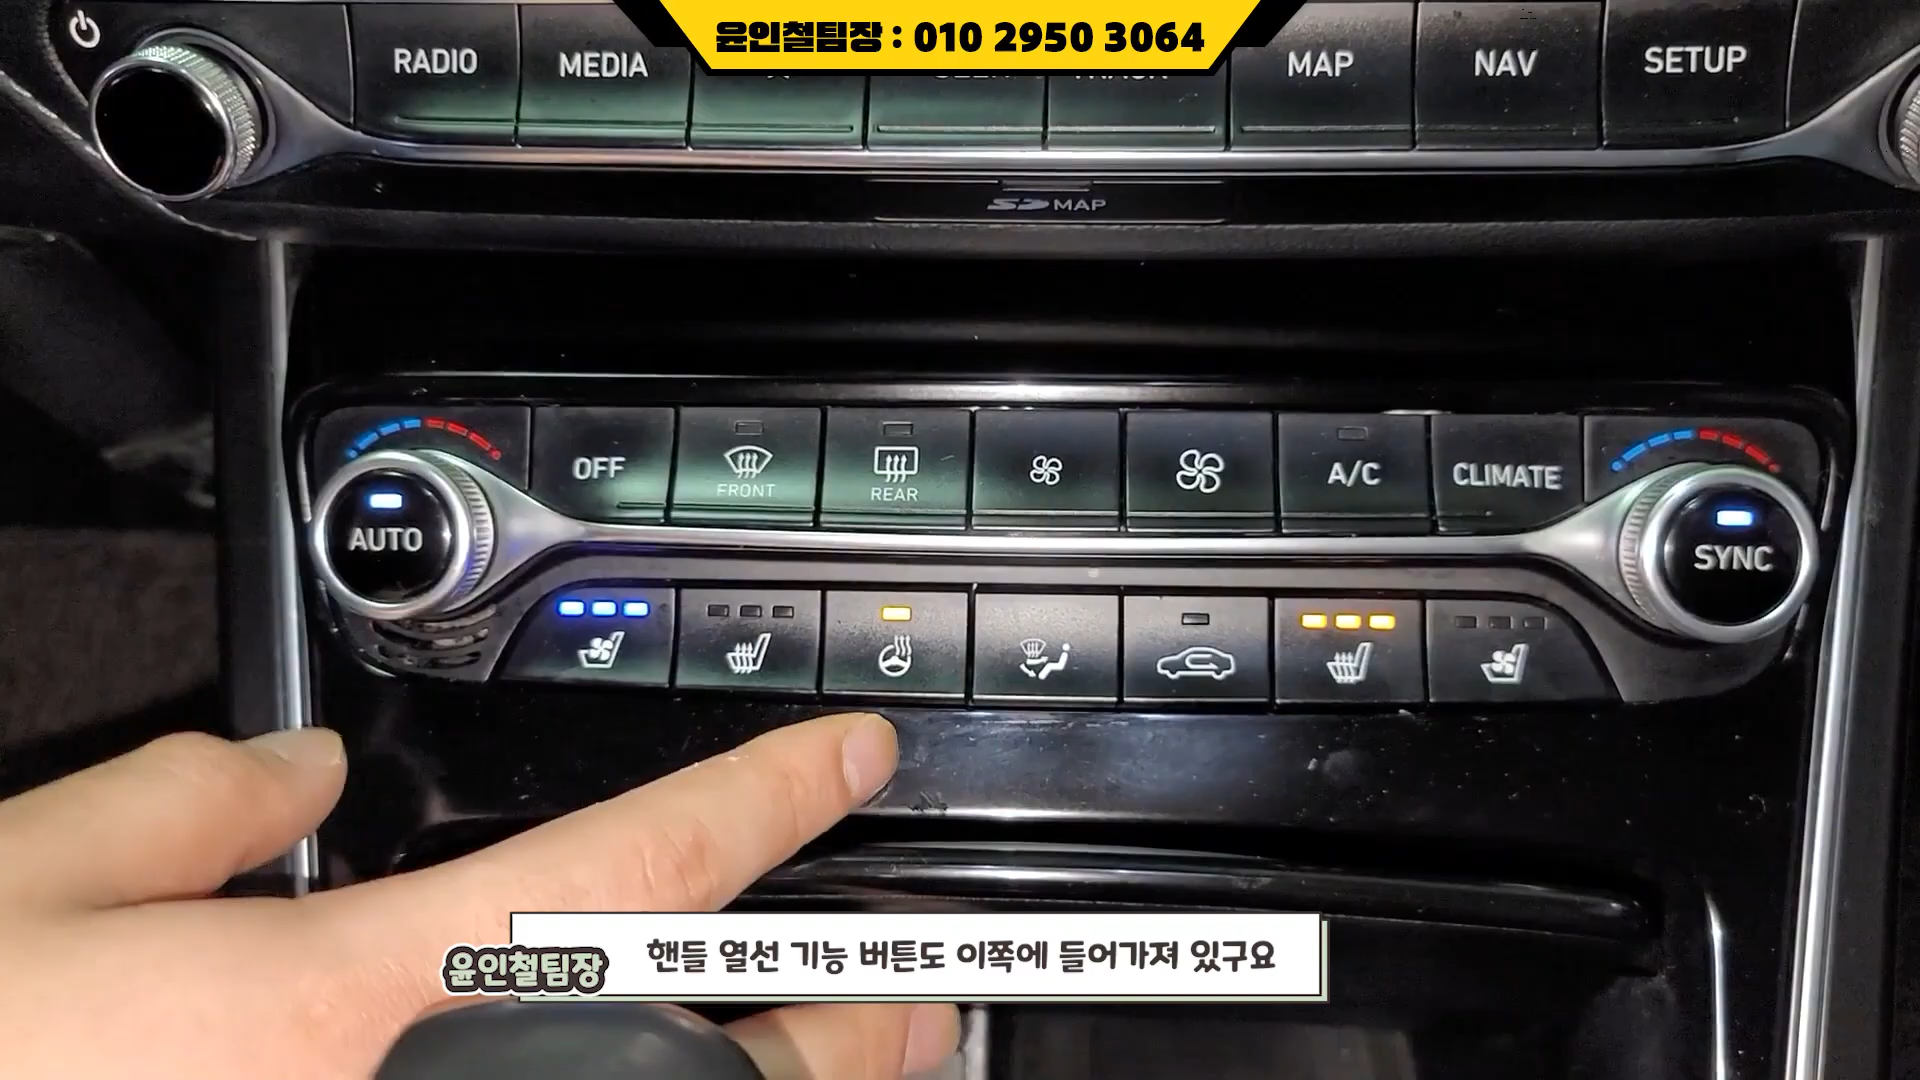 윤인철팀장 : 010 2950 3064
RADIO
MEDIA
MAP
NAV
SETUP
SD MAP
OFF
FRONT
REAR
A/C
CLIMATE
AUTO
SYNC
윤인철팀장
핸들 열선 기능 버튼도 이쪽에 들어가져 있구요